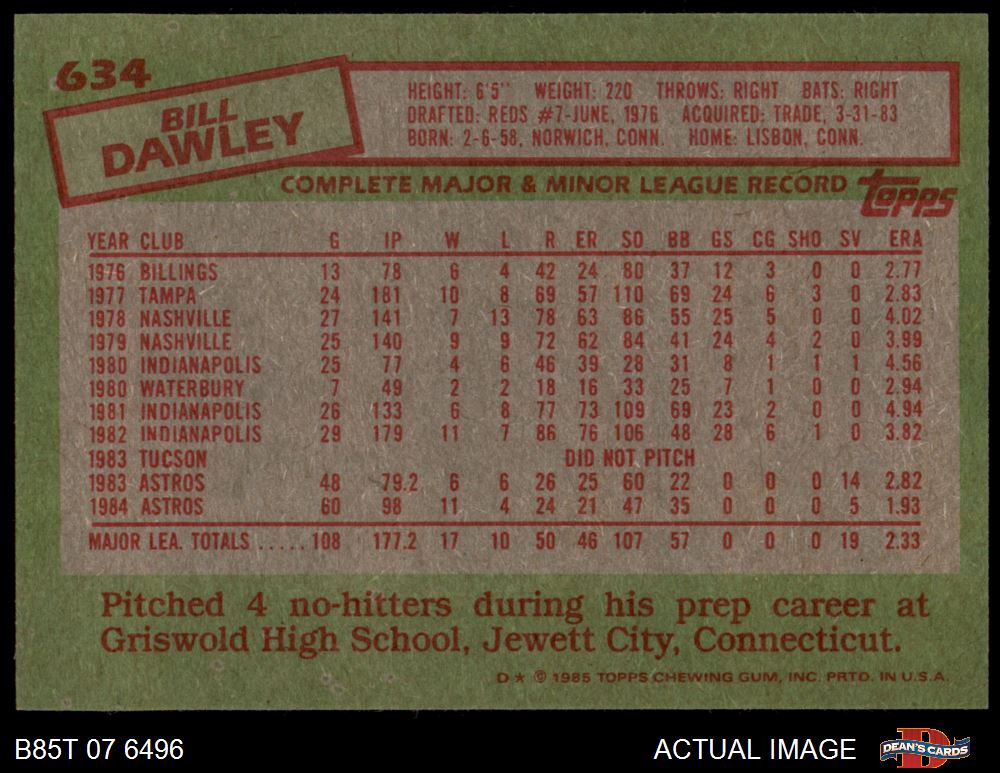 634
BILL
DAWLEY
HEIGHT: 6'5" WEIGHT: 220 THROWS: RIGHT BATS: RIGHT
DRAFTED: REDS #7-JUNE, 1976 ACQUIRED: TRADE, 3-31-83
BORN: 2-6-58, NORWICH, CONN. HOME: LISBON, CONN.
COMPLETE MAJOR & MINOR LEAGUE RECORD topps
YEAR CLUB G IP W L R ER SO BB GS CG SHO SV ERA
1976 BILLINGS 13 78 6 4 42 24 80 37 12 3 0 0 2.77
1977 TAMPA 24 181 10 8 69 57 110 69 24 6 3 0 2.83
1978 NASHVILLE 27 141 7 13 78 63 86 55 25 5 0 0 4.02
1979 NASHVILLE 25 140 9 9 72 62 84 41 24 4 2 0 3.99
1980 INDIANAPOLIS 25 77 4 6 46 39 28 31 8 1 1 1 4.56
1980 WATERBURY 7 49 2 2 18 16 33 25 7 1 0 0 2.94
1981 INDIANAPOLIS 26 133 6 8 77 73 109 69 23 2 0 0 4.94
1982 INDIANAPOLIS 29 179 11 7 86 76 106 48 28 6 1 0 3.82
1983 TUCSON DID NOT PITCH
1983 ASTROS 48 79.2 6 6 26 25 60 22 0 0 0 14 2.82
1984 ASTROS 60 98 11 4 24 21 47 35 0 0 0 5 1.93
MAJOR LEA. TOTALS ..... 108 177.2 17 10 50 46 107 57 0 0 0 19 2.33
Pitched 4 no-hitters during his prep career at
Griswold High School, Jewett City, Connecticut.
D ★ © 1985 TOPPS CHEWING GUM, INC. PRTD. IN U.S.A.
B85T 07 6496 ACTUAL IMAGE DEAN'S CARDS